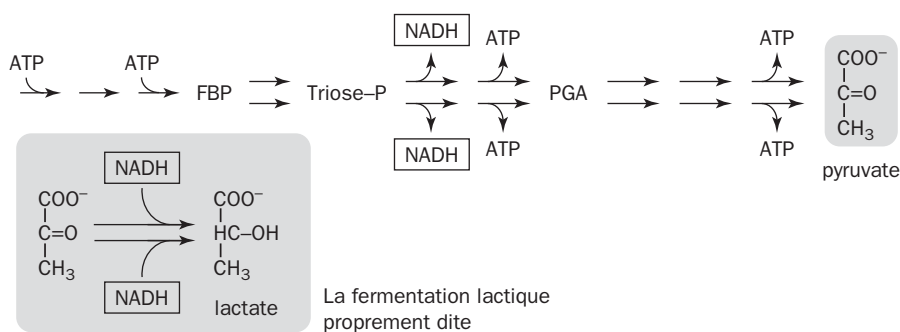 NADH ATP ATP
ATP ATP FBP Triose–P PGA COO⁻
C=O
CH₃
NADH ATP ATP
pyruvate
NADH
COO⁻ COO⁻
C=O HC–OH
CH₃ CH₃
NADH lactate
La fermentation lactique
proprement dite